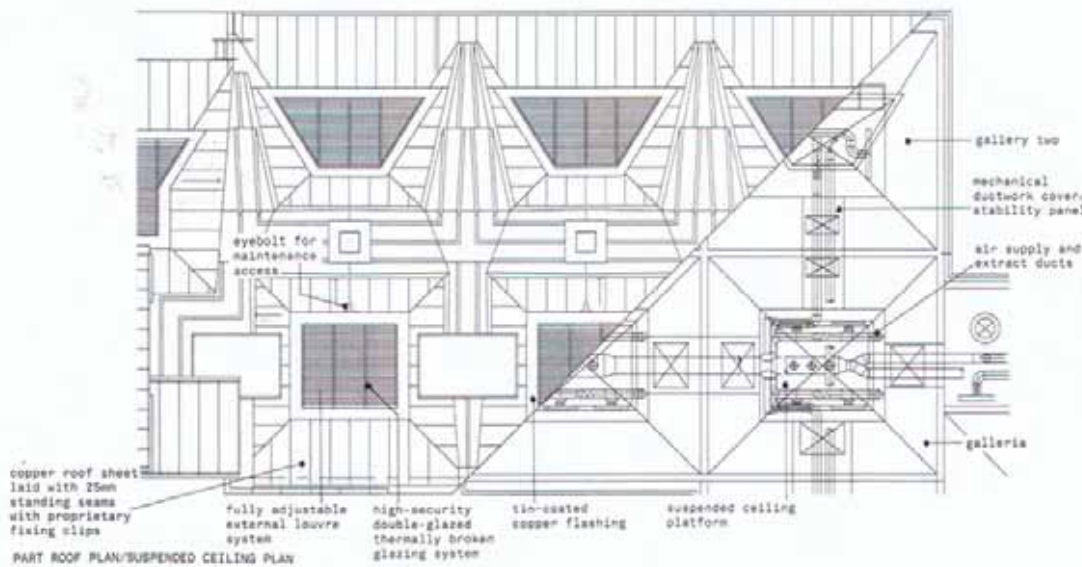 gallery two
mechanical
ductwork cover/
stability panel
air supply and
extract ducts
eyebolt for
maintenance
access
galleria
copper roof sheet
laid with 25mm
standing seams
with proprietary
fixing clips
fully adjustable
external louvre
system
high-security
double-glazed
thermally broken
glazing system
tin-coated
copper flashing
suspended ceiling
platform
PART ROOF PLAN/SUSPENDED CEILING PLAN